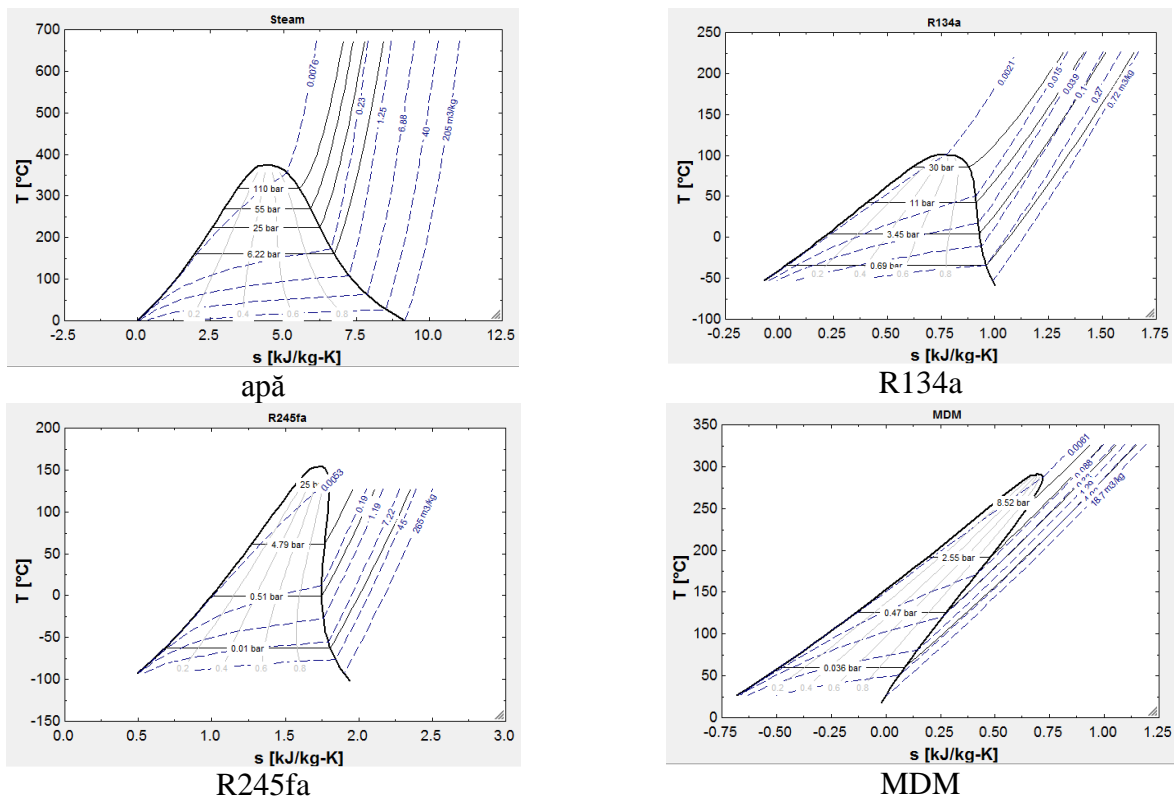 Steam
700
600
500
400
300
200
100
0
T [°C]
0.0076
0.23
1.25
6.88
40
205 m3/kg
110 bar
55 bar
25 bar
6.22 bar
0.2 0.4 0.6 0.8
-2.5 0.0 2.5 5.0 7.5 10.0 12.5
s [kJ/kg-K]
apă
R134a
250
200
150
100
50
0
-50
-100
T [°C]
0.0021
0.015
0.039
0.1
0.27
0.72 m3/kg
30 bar
11 bar
3.45 bar
0.69 bar
0.2 0.4 0.6 0.8
-0.25 0.00 0.25 0.50 0.75 1.00 1.25 1.50 1.75
s [kJ/kg-K]
R134a
R245fa
200
150
100
50
0
-50
-100
-150
T [°C]
0.0053
0.19
1.19
7.22
45
265 m3/kg
25
4.79 bar
0.51 bar
0.01 bar
0.2 0.4 0.6 0.8
0.0 0.5 1.0 1.5 2.0 2.5 3.0
s [kJ/kg-K]
R245fa
MDM
350
300
250
200
150
100
50
0
T [°C]
0.0061
0.088
18.7 m3/kg
8.52 bar
2.55 bar
0.47 bar
0.036 bar
0.2 0.4 0.6 0.8
-0.75 -0.50 -0.25 0.00 0.25 0.50 0.75 1.00 1.25
s [kJ/kg-K]
MDM